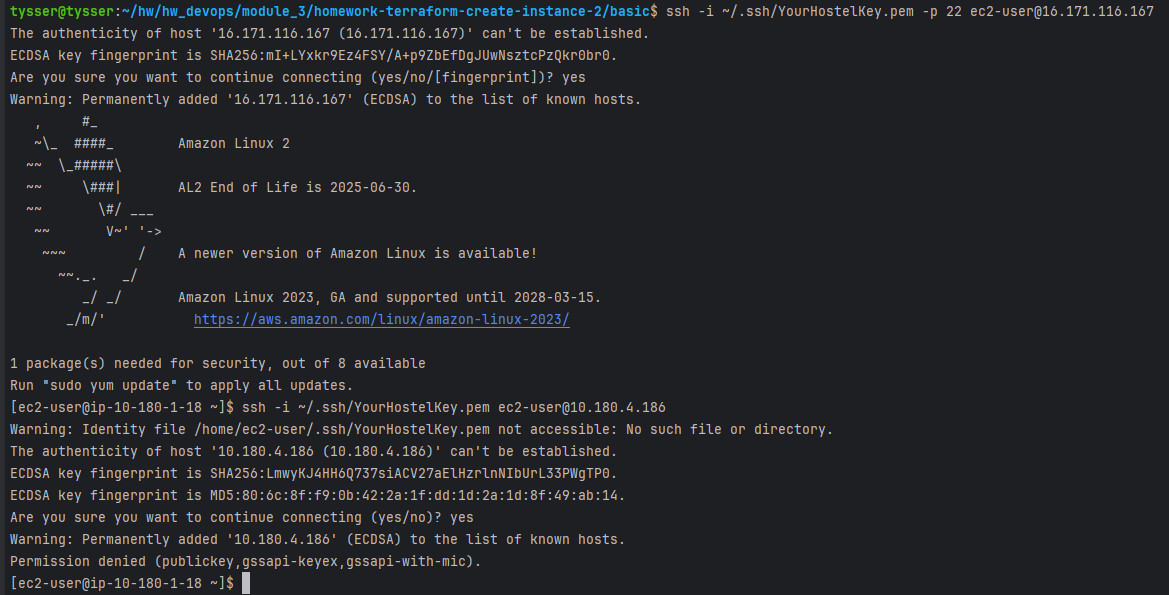 tysser@tysser:~/hw/hw_devops/module_3/homework-terraform-create-instance-2/basic$ ssh -i ~/.ssh/YourHostelKey.pem -p 22 ec2-user@16.171.116.167
The authenticity of host '16.171.116.167 (16.171.116.167)' can't be established.
ECDSA key fingerprint is SHA256:mI+LYxkr9Ez4FSY/A+p9ZbEfDgJUwNsztcPzQkr0br0.
Are you sure you want to continue connecting (yes/no/[fingerprint])? yes
Warning: Permanently added '16.171.116.167' (ECDSA) to the list of known hosts.
   ,     #_
   ~\_  ####_        Amazon Linux 2
  ~~  \_#####\
  ~~     \###|       AL2 End of Life is 2025-06-30.
  ~~       \#/ ___
   ~~       V~' '->
    ~~~         /    A newer version of Amazon Linux is available!
      ~~._.   _/
         _/ _/       Amazon Linux 2023, GA and supported until 2028-03-15.
       _/m/'           https://aws.amazon.com/linux/amazon-linux-2023/
1 package(s) needed for security, out of 8 available
Run "sudo yum update" to apply all updates.
[ec2-user@ip-10-180-1-18 ~]$ ssh -i ~/.ssh/YourHostelKey.pem ec2-user@10.180.4.186
Warning: Identity file /home/ec2-user/.ssh/YourHostelKey.pem not accessible: No such file or directory.
The authenticity of host '10.180.4.186 (10.180.4.186)' can't be established.
ECDSA key fingerprint is SHA256:LmwyKJ4HH6Q737siACV27aElHzrlnNIbUrL33PWgTP0.
ECDSA key fingerprint is MD5:80:6c:8f:f9:0b:42:2a:1f:dd:1d:2a:1d:8f:49:ab:14.
Are you sure you want to continue connecting (yes/no)? yes
Warning: Permanently added '10.180.4.186' (ECDSA) to the list of known hosts.
Permission denied (publickey,gssapi-keyex,gssapi-with-mic).
[ec2-user@ip-10-180-1-18 ~]$